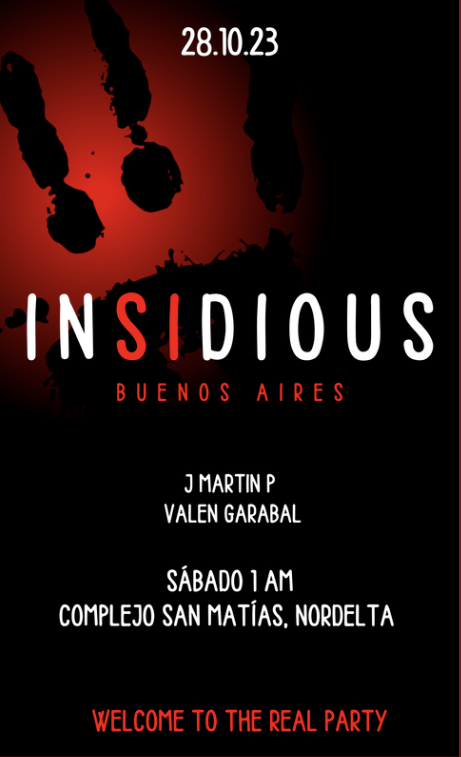 28.10.23
INSIDIOUS
BUENOS AIRES
J MARTIN P
VALEN GARABAL
SÁBADO 1 AM
COMPLEJO SAN MATÍAS, NORDELTA
WELCOME TO THE REAL PARTY